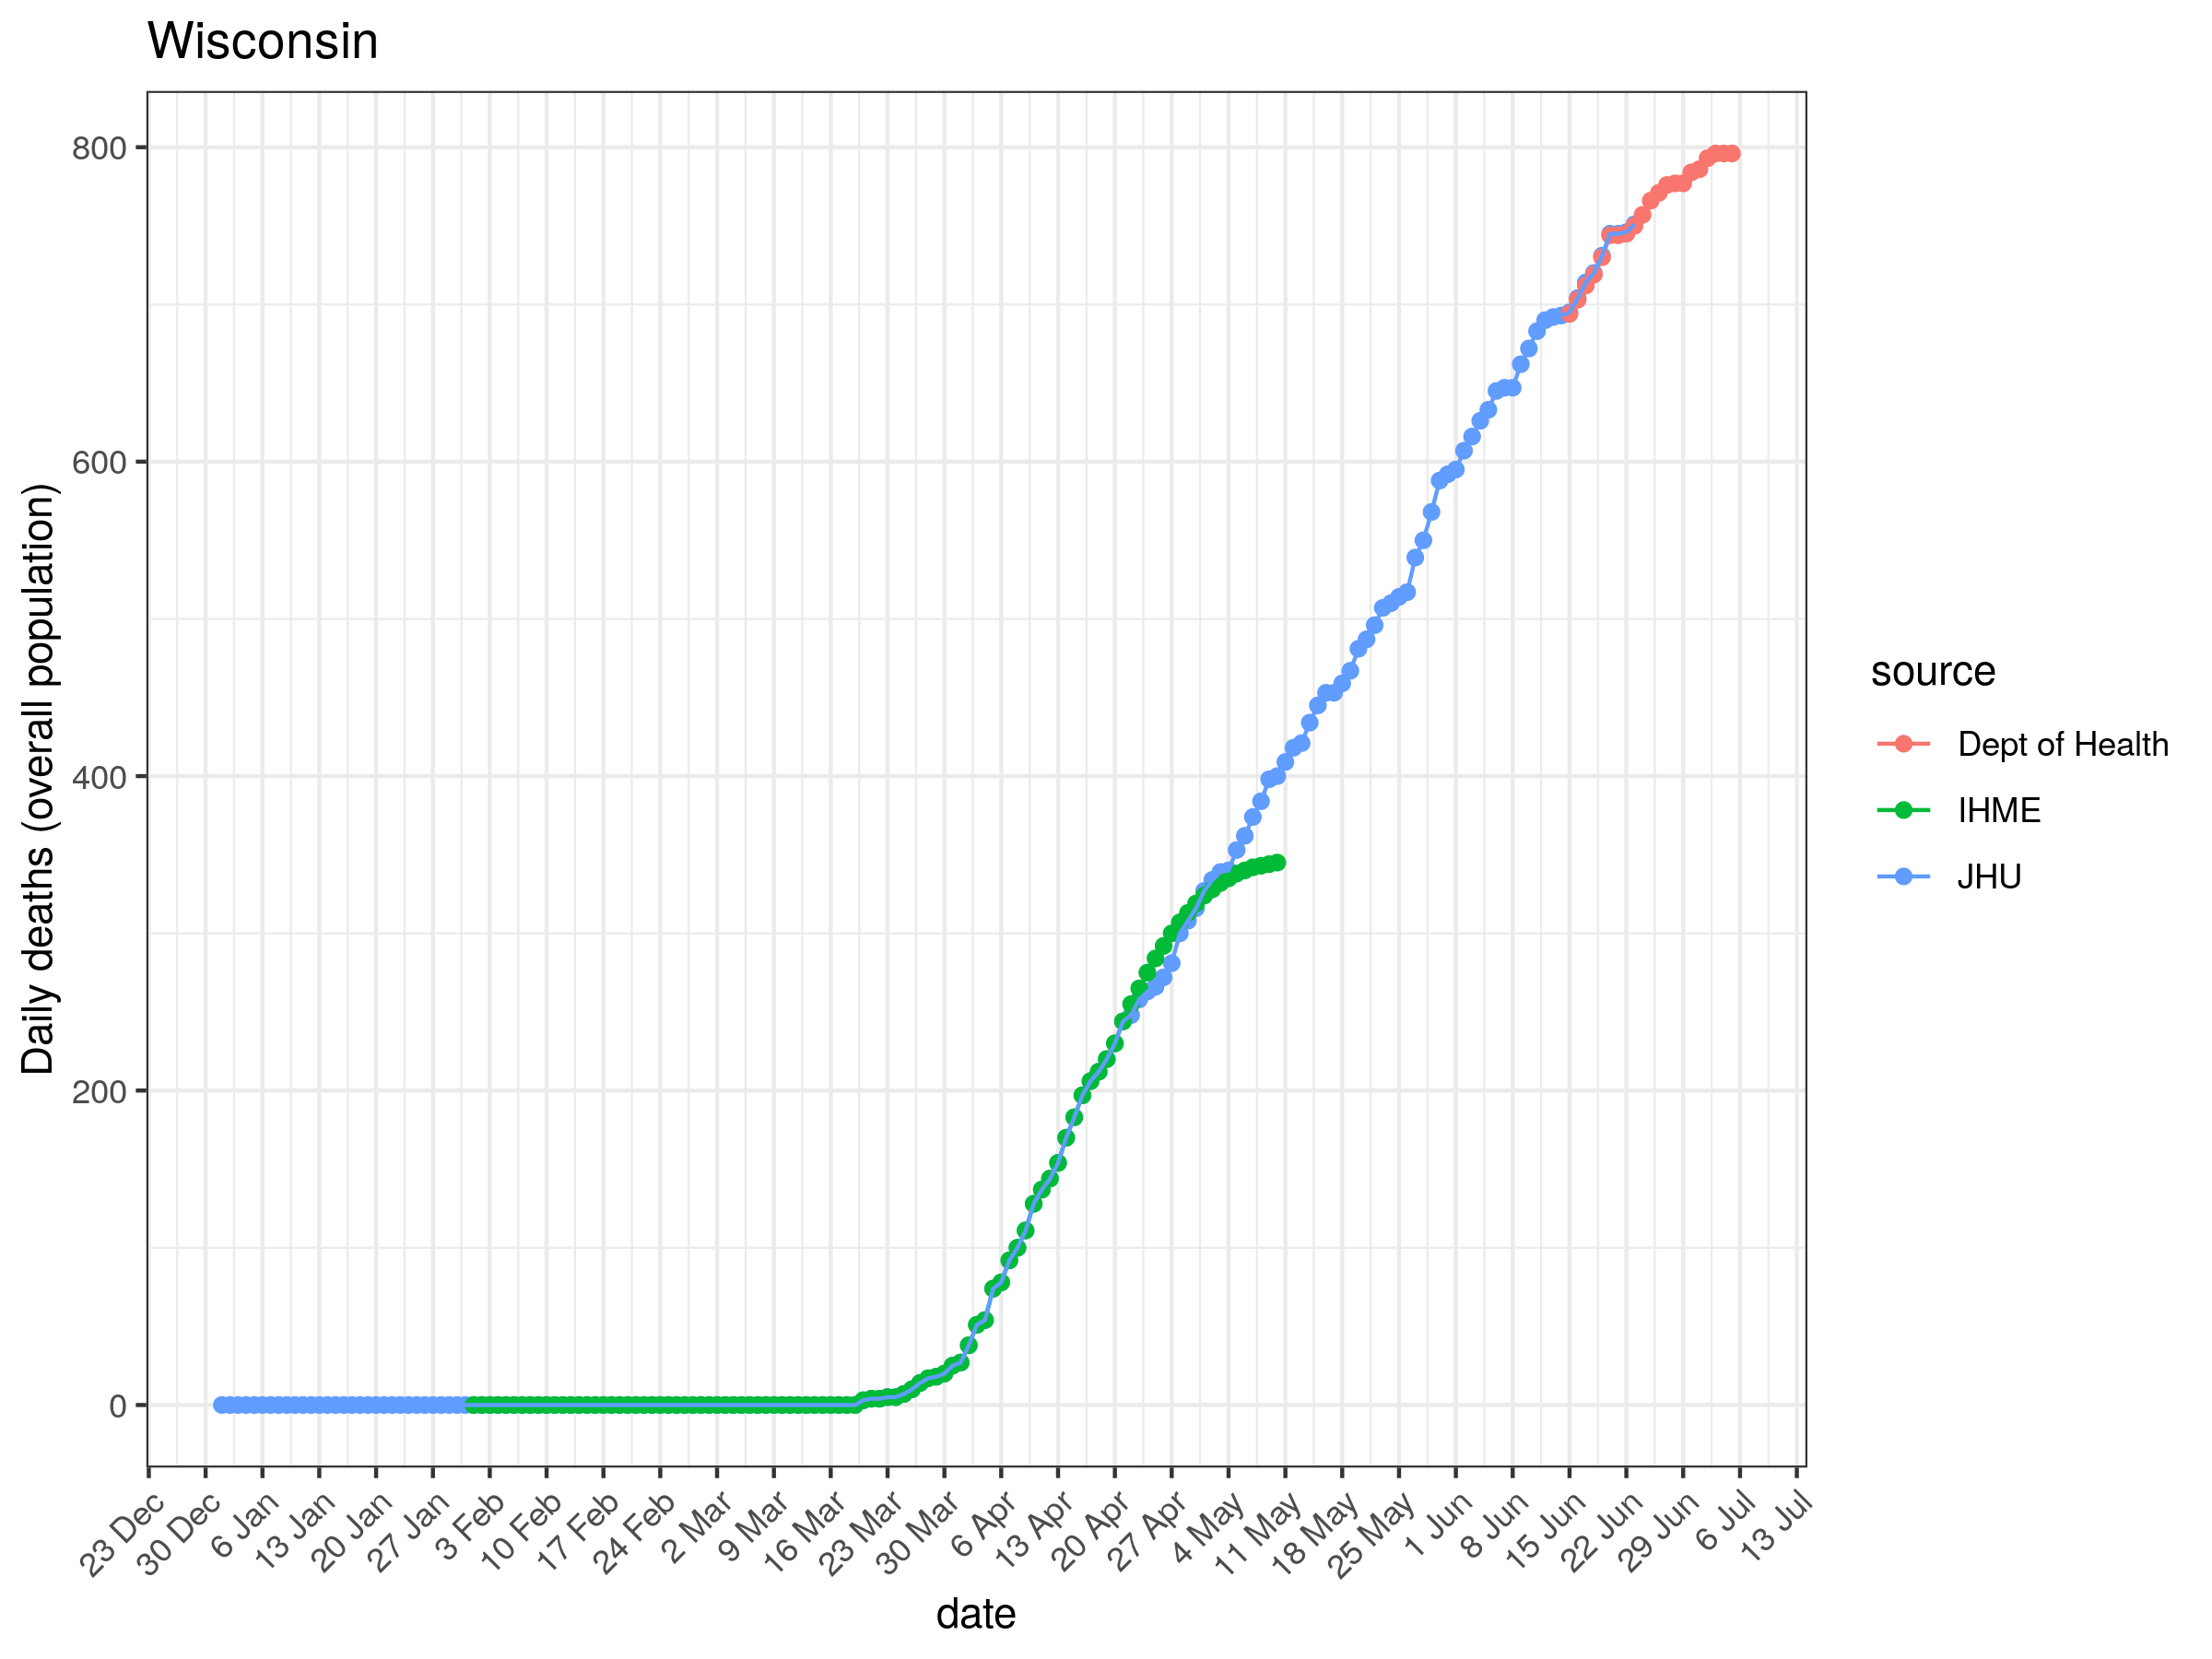 Wisconsin
Daily deaths (overall population)
800
600
400
200
0
23 Dec
30 Dec
6 Jan
13 Jan
20 Jan
27 Jan
3 Feb
10 Feb
17 Feb
24 Feb
2 Mar
9 Mar
16 Mar
23 Mar
30 Mar
6 Apr
13 Apr
20 Apr
27 Apr
4 May
11 May
18 May
25 May
1 Jun
8 Jun
15 Jun
22 Jun
29 Jun
6 Jul
13 Jul
date
source
Dept of Health
IHME
JHU